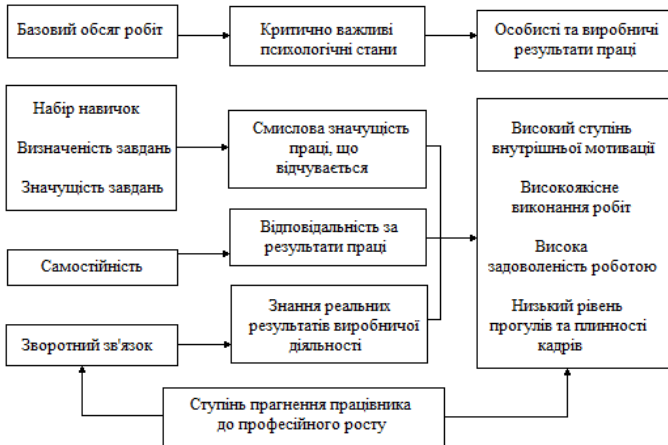 Базовий обсяг робіт
Критично важливі
психологічні стани
Особисті та виробничі
результати праці
Набір навичок
Визначеність завдань
Значущість завдань
Смислова значущість
праці, що
відчувається
Високий ступінь
внутрішньої мотивації
Високоякісне
виконання робіт
Висока
задоволеність роботою
Низький рівень
прогулів та плинності
кадрів
Самостійність
Відповідальність за
результати праці
Зворотний зв'язок
Знання реальних
результатів виробничої
діяльності
Ступінь прагнення працівника
до професійного росту